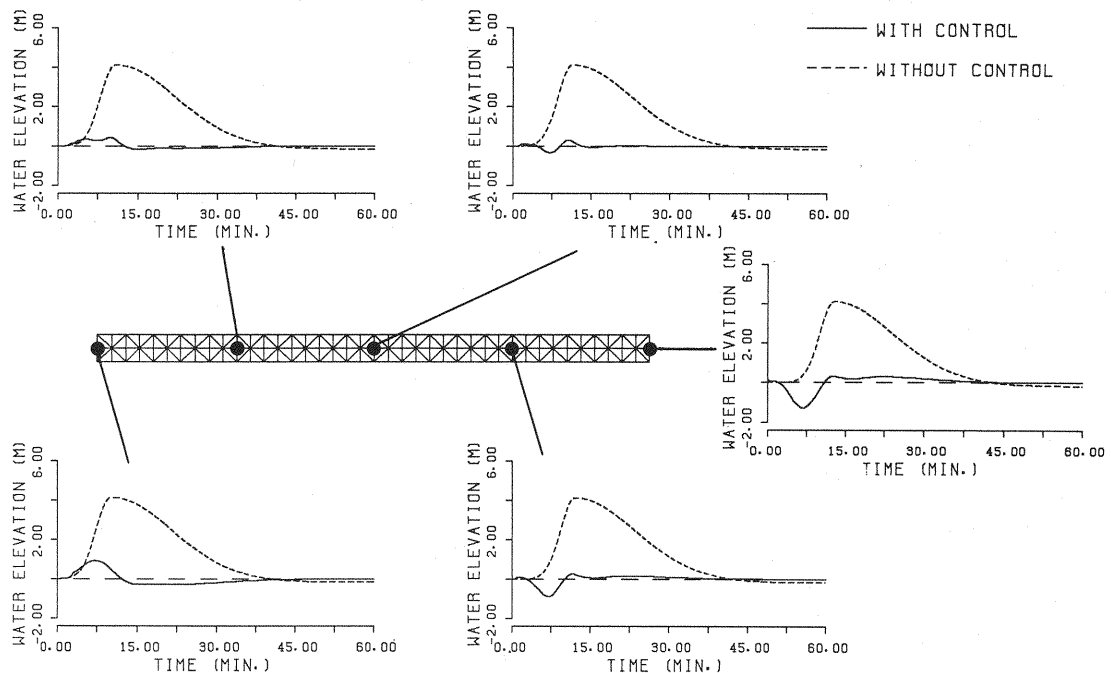 WITH CONTROL
WITHOUT CONTROL
WATER ELEVATION (M)
6.00
2.00
-2.00
0.00 15.00 30.00 45.00 60.00
TIME (MIN.)
WATER ELEVATION (M)
6.00
2.00
-2.00
0.00 15.00 30.00 45.00 60.00
TIME (MIN.)
WATER ELEVATION (M)
6.00
2.00
-2.00
0.00 15.00 30.00 45.00 60.00
TIME (MIN.)
WATER ELEVATION (M)
6.00
2.00
-2.00
0.00 15.00 30.00 45.00 60.00
TIME (MIN.)
WATER ELEVATION (M)
6.00
2.00
-2.00
0.00 15.00 30.00 45.00 60.00
TIME (MIN.)